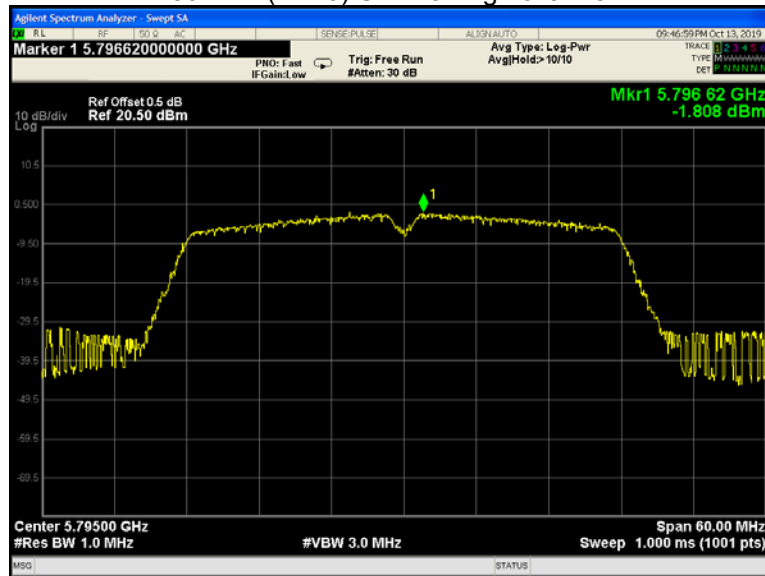 Agilent Spectrum Analyzer - Swept SA
RL RF 50 Ω AC SENSE:PULSE ALIGN AUTO 09:46:59 PM Oct 13, 2019
Marker 1 5.796620000000 GHz
PNO: Fast
IFGain:Low
Trig: Free Run
#Atten: 30 dB
Avg Type: Log-Pwr
Avg|Hold:>10/10
TRACE 1 2 3 4 5 6
TYPE M
DET P N N N N
Ref Offset 0.5 dB
Ref 20.50 dBm
Mkr1 5.796 62 GHz
-1.808 dBm
10 dB/div
Log
1
10.5
0.500
-9.50
-19.5
-29.5
-39.5
-49.5
-59.5
-69.5
Center 5.79500 GHz
Span 60.00 MHz
#Res BW 1.0 MHz
#VBW 3.0 MHz
Sweep 1.000 ms (1001 pts)
MSG
STATUS